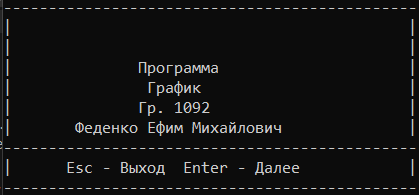 Программа
График
Гр. 1092
Феденко Ефим Михайлович
Esc - Выход  Enter - Далее